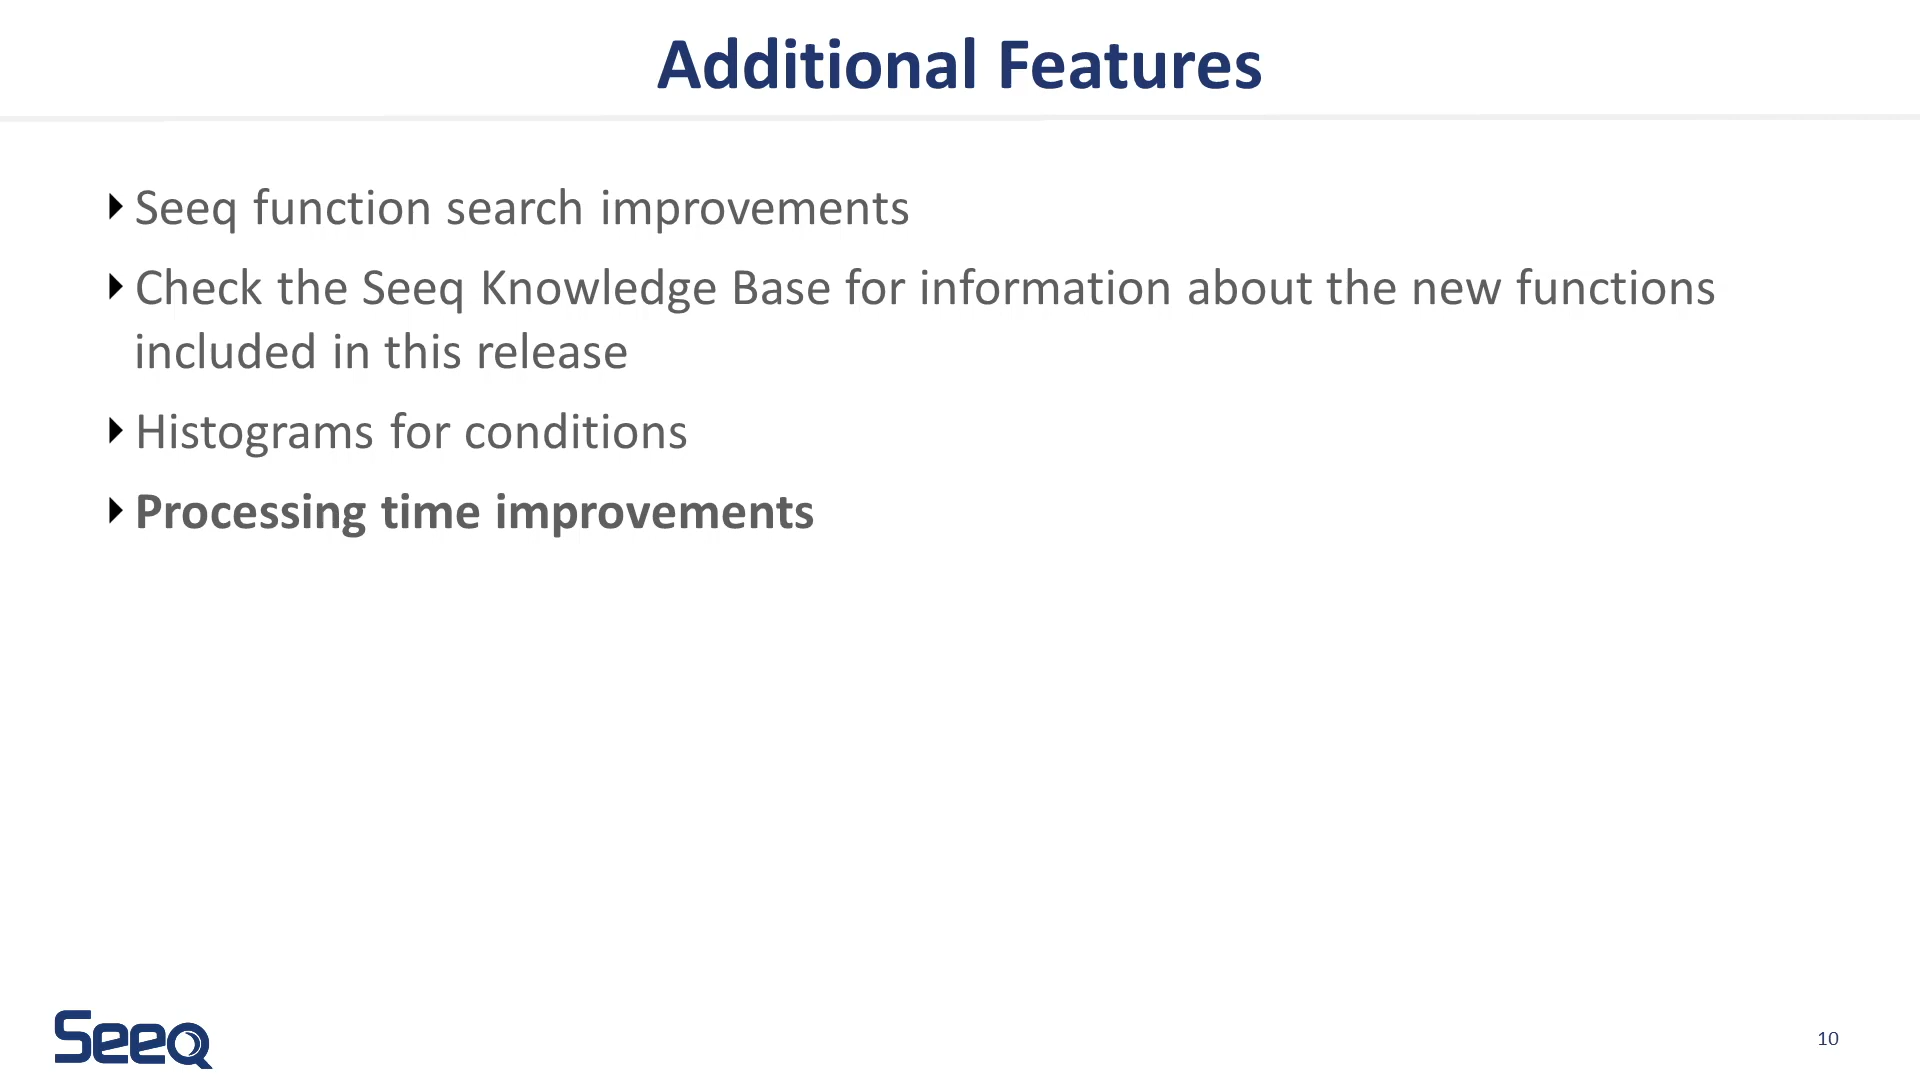 Additional Features
Seeq function search improvements
Check the Seeq Knowledge Base for information about the new functions
included in this release
Histograms for conditions
Processing time improvements
Seeq
10